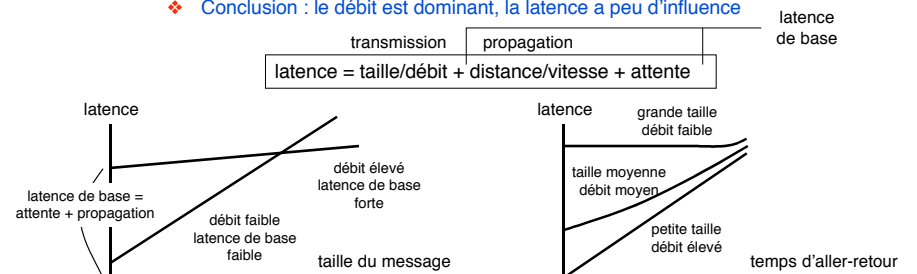 ❖ Conclusion : le débit est dominant, la latence a peu d’influence
latence
de base
transmission propagation
latence = taille/débit + distance/vitesse + attente
latence
débit élevé
latence de base
forte
latence de base =
attente + propagation
débit faible
latence de base
faible
taille du message
latence
grande taille
débit faible
taille moyenne
débit moyen
petite taille
débit élevé
temps d’aller-retour